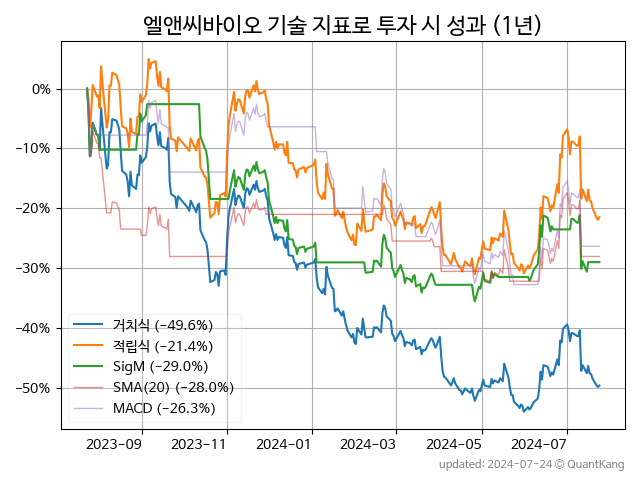 엘앤씨바이오 기술 지표로 투자 시 성과 (1년)
0%
−10%
−20%
−30%
−40%
−50%
거치식 (−49.6%)
적립식 (−21.4%)
SigM (−29.0%)
SMA(20) (−28.0%)
MACD (−26.3%)
2023−09 2023−11 2024−01 2024−03 2024−05 2024−07
updated: 2024−07−24 © QuantKang